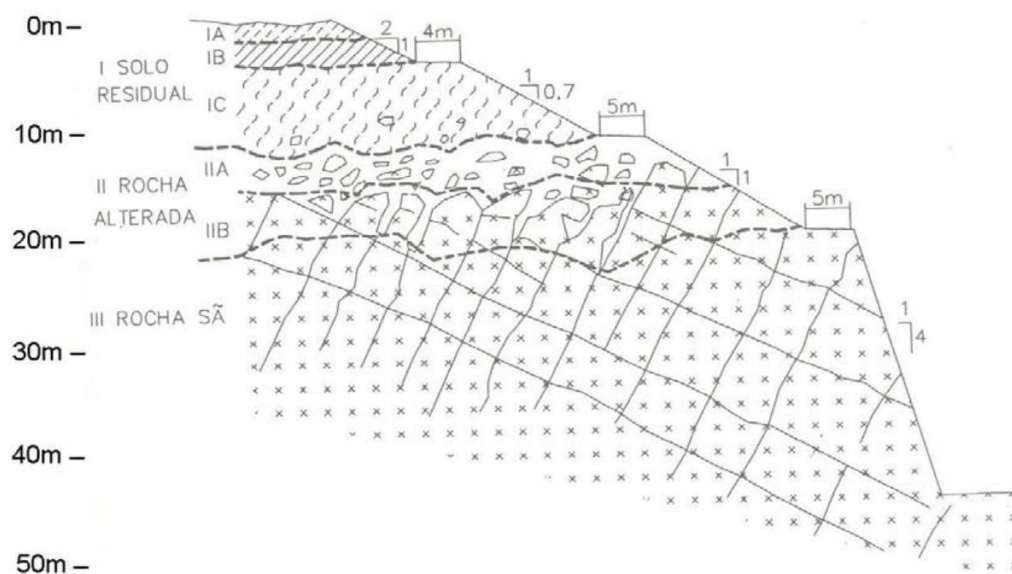 0m –
IA
IB
2
1
4m
I SOLO
RESIDUAL
IC
1
0.7
10m –
5m
IIA
II ROCHA
ALTERADA
1
1
5m
20m –
IIB
III ROCHA SÃ
1
4
30m –
40m –
50m –